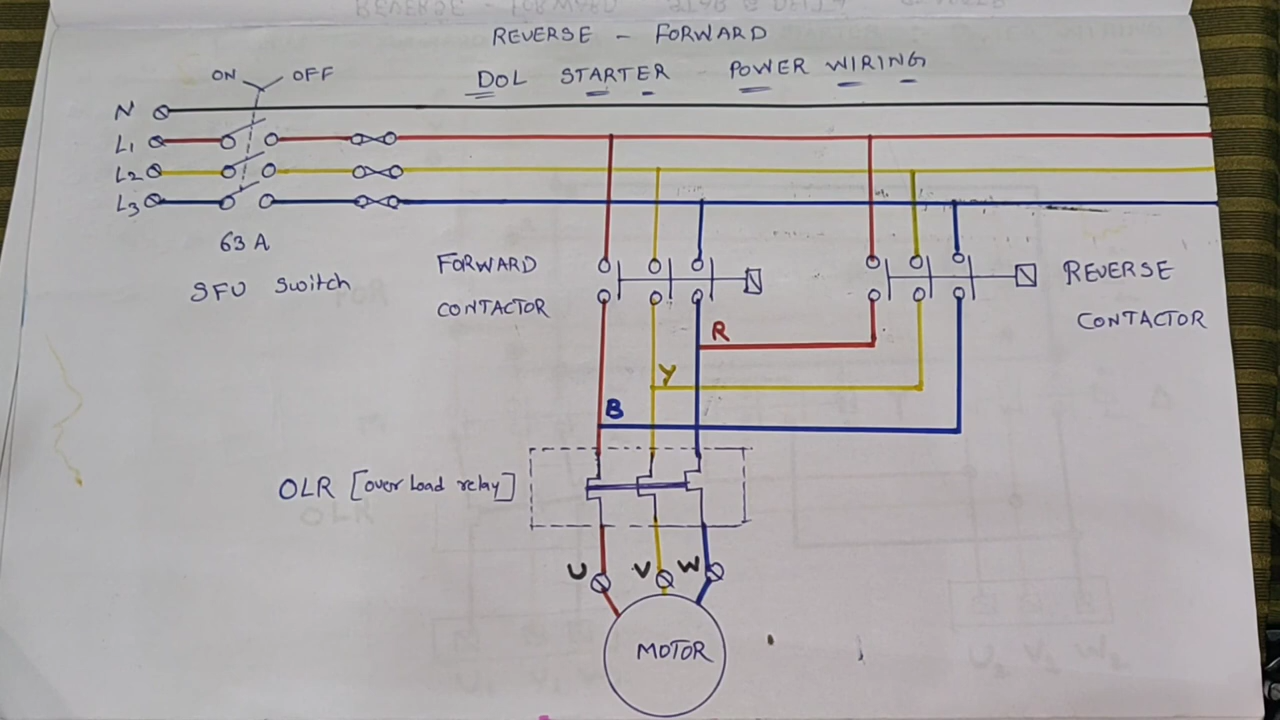 REVERSE - FORWARD
DOL STARTER - POWER WIRING
ON OFF
N
L1
L2
L3
63 A
SFU Switch
FORWARD
CONTACTOR
REVERSE
CONTACTOR
R
Y
B
OLR [over load relay]
U V W
MOTOR